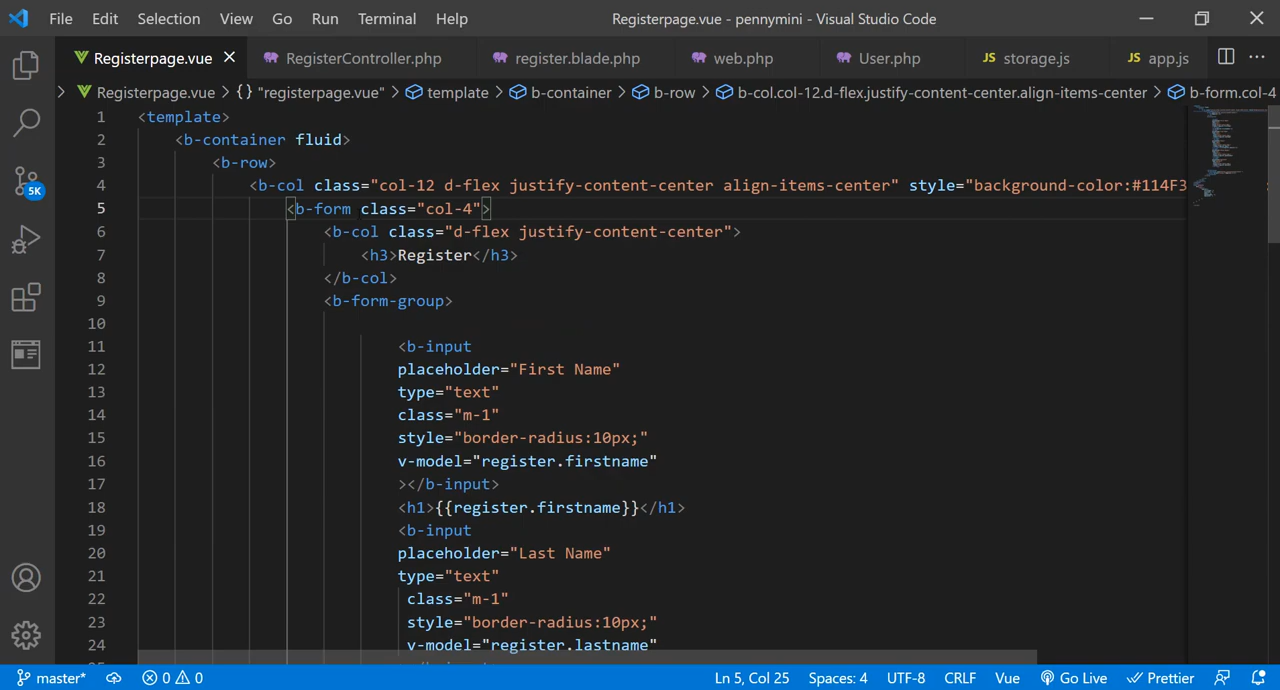 File Edit Selection View Go Run Terminal Help Registerpage.vue - pennymini - Visual Studio Code
Registerpage.vue RegisterController.php register.blade.php web.php User.php JS storage.js JS app.js
Registerpage.vue > {} "registerpage.vue" > template > b-container > b-row > b-col.col-12.d-flex.justify-content-center.align-items-center > b-form.col-4
1 <template>
2 <b-container fluid>
3 <b-row>
4 <b-col class="col-12 d-flex justify-content-center align-items-center" style="background-color:#114F3
5 <b-form class="col-4">
6 <b-col class="d-flex justify-content-center">
7 <h3>Register</h3>
8 </b-col>
9 <b-form-group>
10
11 <b-input
12 placeholder="First Name"
13 type="text"
14 class="m-1"
15 style="border-radius:10px;"
16 v-model="register.firstname"
17 ></b-input>
18 <h1>{{register.firstname}}</h1>
19 <b-input
20 placeholder="Last Name"
21 type="text"
22 class="m-1"
23 style="border-radius:10px;"
24 v-model="register.lastname"
5K
master* 0 0 Ln 5, Col 25 Spaces: 4 UTF-8 CRLF Vue Go Live Prettier